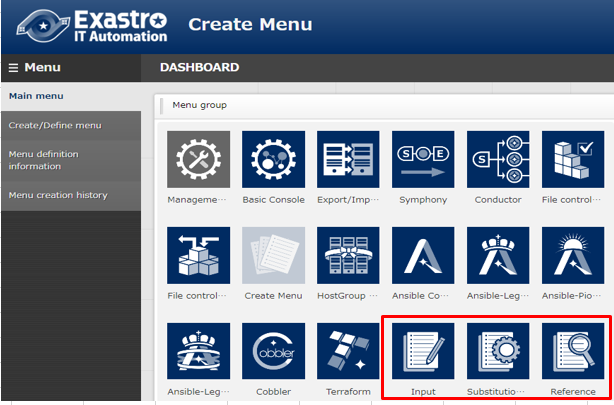 Exastro
IT Automation
Create Menu
Menu
DASHBOARD
Main menu
Create/Define menu
Menu definition
information
Menu creation history
Menu group
Manageme···
Basic Console
Export/Imp···
Symphony
Conductor
File control···
S O E
S
File control···
Create Menu
HostGroup ···
Ansible Co···
Ansible-Leg···
Ansible-Pio···
Ansible-Leg···
Cobbler
Terraform
Input
Substitutio···
Reference
obbler